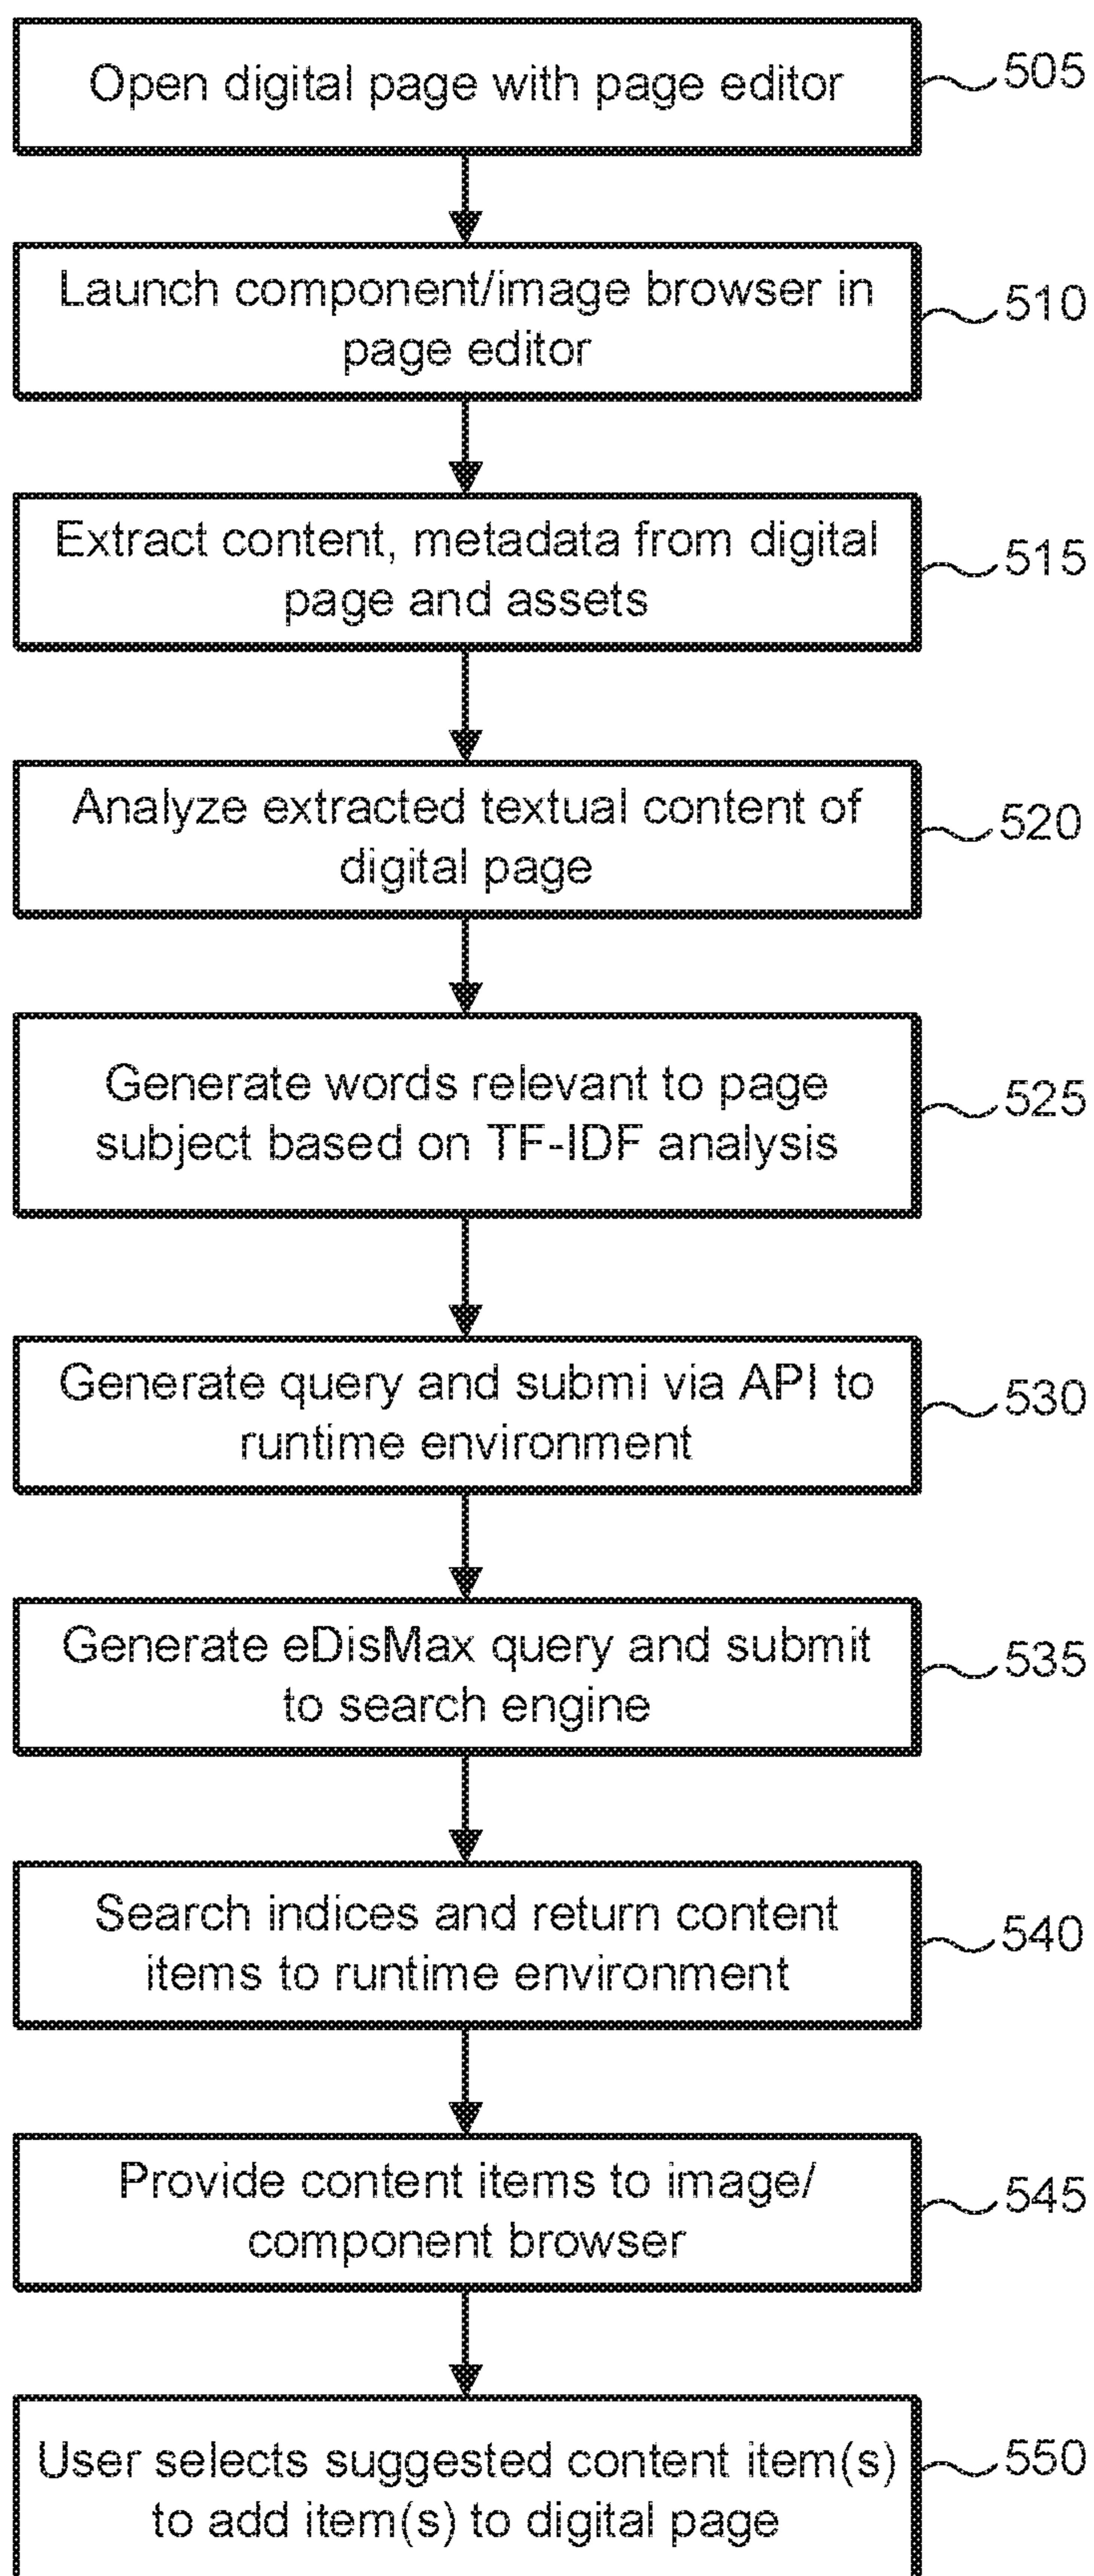 Open digital page with page editor
505
Launch component/image browser in
page editor
510
Extract content, metadata from digital
page and assets
515
Analyze extracted textual content of
digital page
520
Generate words relevant to page
subject based on TF-IDF analysis
525
Generate query and submi via API to
runtime environment
530
Generate eDisMax query and submit
to search engine
535
Search indices and return content
items to runtime environment
540
Provide content items to image/
component browser
545
User selects suggested content item(s)
to add item(s) to digital page
550